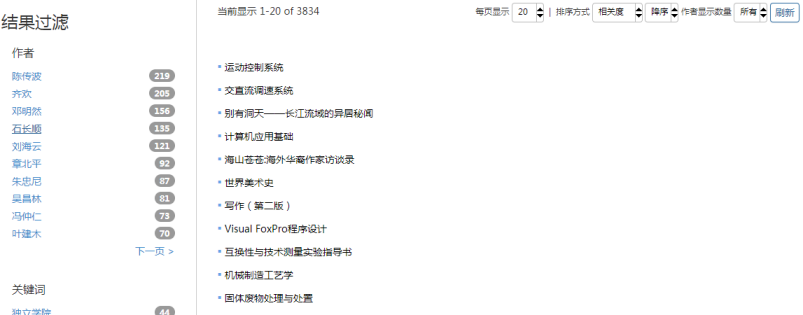 当前显示 1-20 of 3834
每页显示 20 | 排序方式 相关度 降序 作者显示数量 所有 刷新
结果过滤
作者
陈传波 219
齐欢 205
邓明然 156
石长顺 135
刘海云 121
章北平 92
朱忠尼 87
吴昌林 81
冯仲仁 73
叶建木 70
下一页 >
关键词
独立学院 44
运动控制系统
交直流调速系统
别有洞天——长江流域的异居秘阁
计算机应用基础
海山苍苍:海外华裔作家访谈录
世界美术史
写作（第二版）
Visual FoxPro程序设计
互换性与技术测量实验指导书
机械制造工艺学
固体废物处理与处置